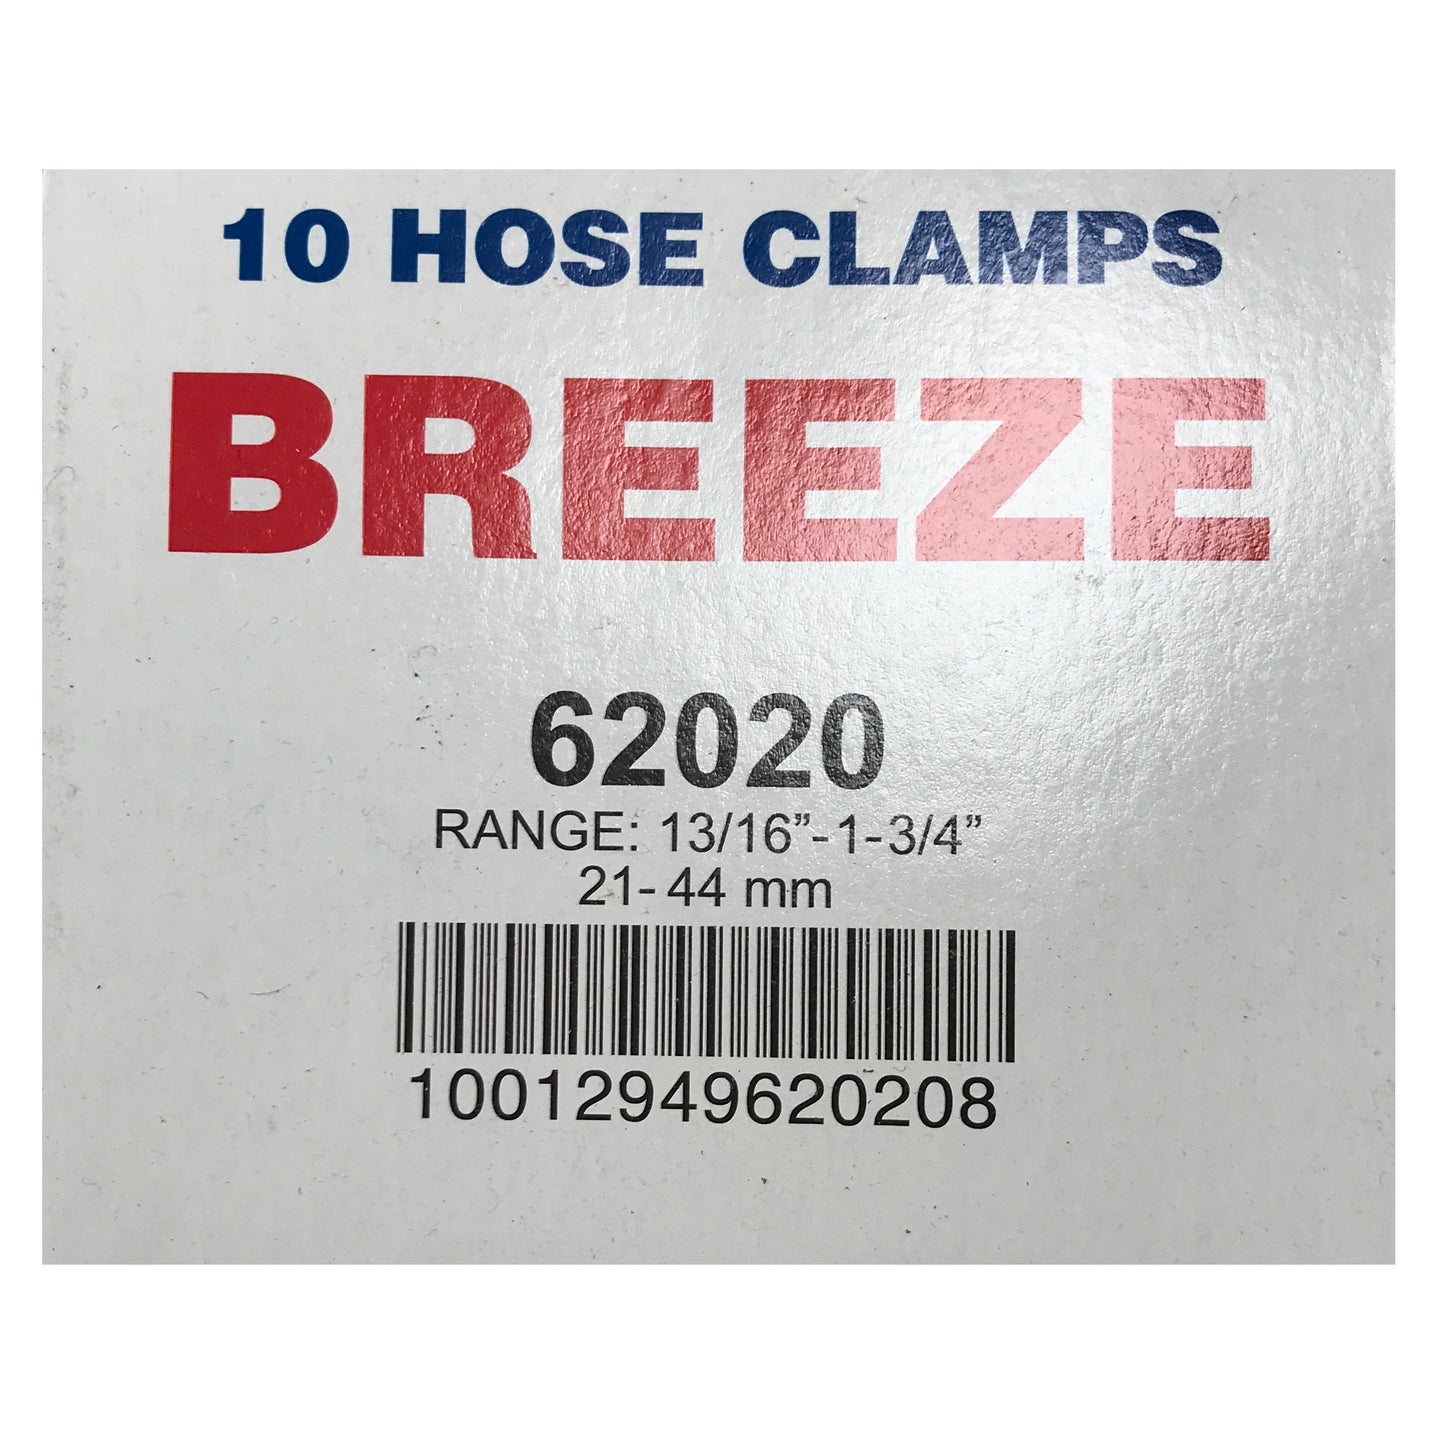 10 HOSE CLAMPS
BREEZE
62020
RANGE: 13/16”-1-3/4”
21-44 mm
10012949620208